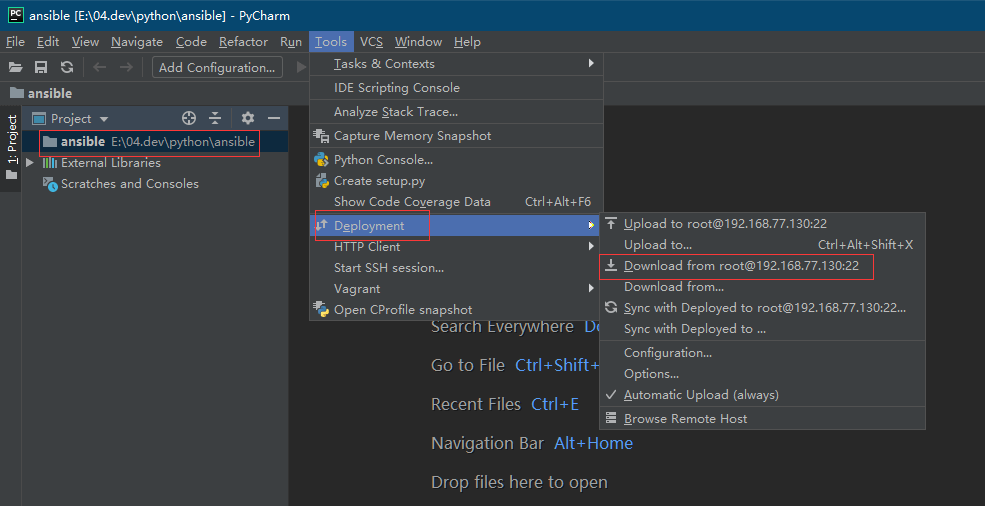 PC
ansible [E:\04.dev\python\ansible] - PyCharm
File Edit View Navigate Code Refactor Run Tools VCS Window Help
Add Configuration...
ansible
1: Project
Project
ansible E:\04.dev\python\ansible
External Libraries
Scratches and Consoles
Tasks & Contexts
IDE Scripting Console
Analyze Stack Trace...
Capture Memory Snapshot
Python Console...
Create setup.py
Show Code Coverage Data Ctrl+Alt+F6
Deployment
HTTP Client
Start SSH session...
Vagrant
Open CProfile snapshot
Upload to root@192.168.77.130:22
Upload to... Ctrl+Alt+Shift+X
Download from root@192.168.77.130:22
Download from...
Sync with Deployed to root@192.168.77.130:22...
Sync with Deployed to ...
Configuration...
Options...
Automatic Upload (always)
Browse Remote Host
Search Everywhere
Go to File Ctrl+Shift+
Recent Files Ctrl+E
Navigation Bar Alt+Home
Drop files here to open